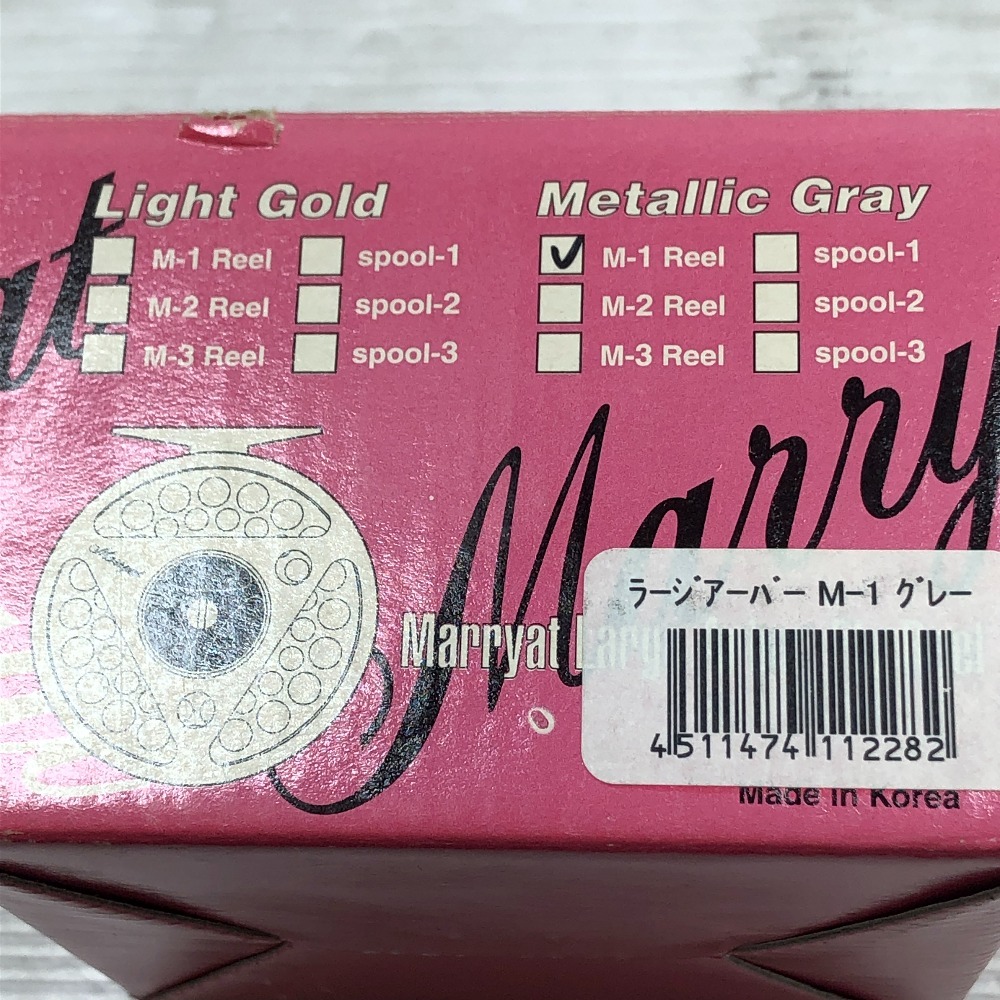 Light Gold
M-1 Reel spool-1
M-2 Reel spool-2
M-3 Reel spool-3
Metallic Gray
M-1 Reel spool-1
M-2 Reel spool-2
M-3 Reel spool-3
at
Marry
Marryat
ラージアーバー M-1 グレー
4511474112282
Made in Korea